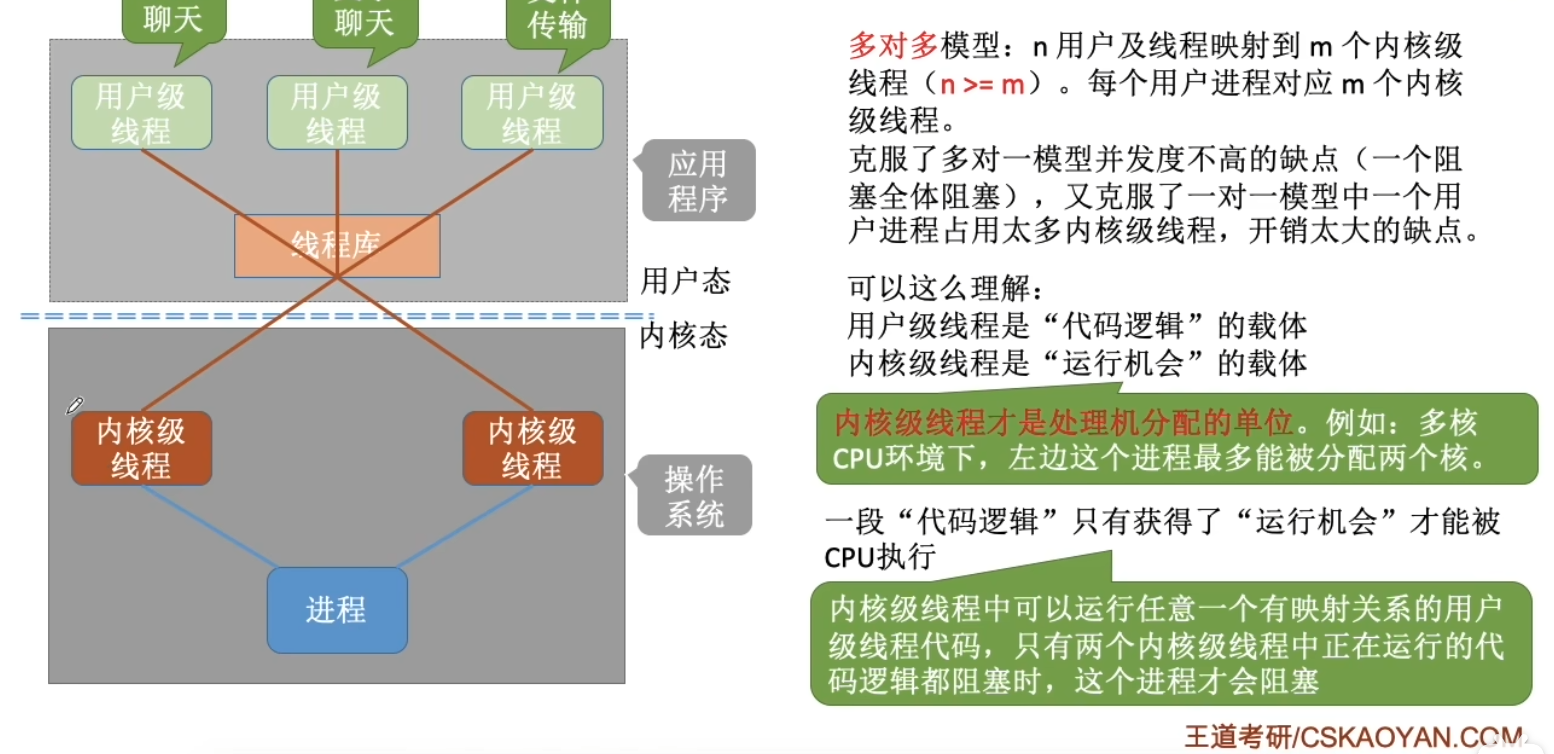 聊天
聊天
传输
用户级
线程
用户级
线程
用户级
线程
应用
程序
线程库
用户态
内核态
内核级
线程
内核级
线程
操作
系统
进程
多对多模型：n 用户及线程映射到 m 个内核级
线程（n >= m）。每个用户进程对应 m 个内核
级线程。
克服了多对一模型并发度不高的缺点（一个阻
塞全体阻塞），又克服了一对一模型中一个用
户进程占用太多内核级线程，开销太大的缺点。
可以这么理解：
用户级线程是“代码逻辑”的载体
内核级线程是“运行机会”的载体
内核级线程才是处理机分配的单位。例如：多核
CPU环境下，左边这个进程最多能被分配两个核。
一段“代码逻辑”只有获得了“运行机会”才能被
CPU执行
内核级线程中可以运行任意一个有映射关系的用户
级线程代码，只有两个内核级线程中正在运行的代
码逻辑都阻塞时，这个进程才会阻塞
王道考研/CSKAOYAN.COM